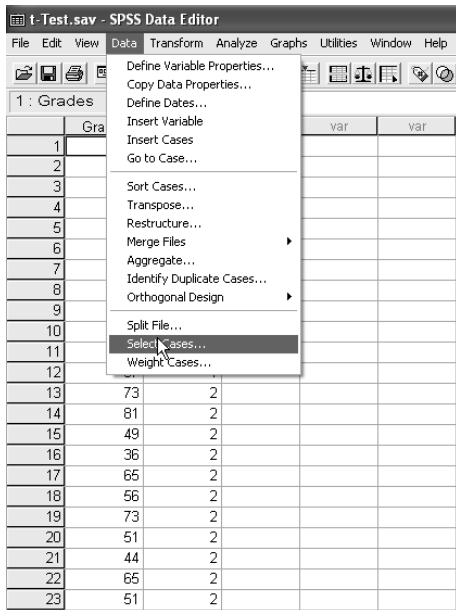 t-Test.sav - SPSS Data Editor
File Edit View Data Transform Analyze Graphs Utilities Window Help
1 : Grades
Gra var var
Define Variable Properties...
Copy Data Properties...
Define Dates...
Insert Variable
Insert Cases
Go to Case...
Sort Cases...
Transpose...
Restructure...
Merge Files
Aggregate...
Identify Duplicate Cases...
Orthogonal Design
Split File...
Select Cases...
Weight Cases...
1
2
3
4
5
6
7
8
9
10
11
12
13 73 2
14 81 2
15 49 2
16 36 2
17 65 2
18 56 2
19 73 2
20 51 2
21 44 2
22 65 2
23 51 2